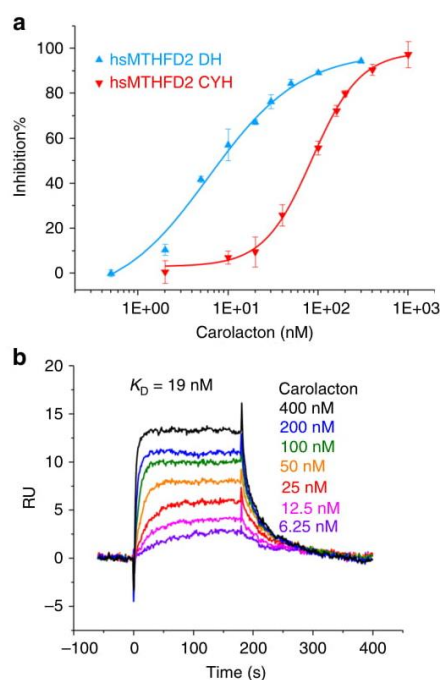 a
hsMTHFD2 DH
hsMTHFD2 CYH
Inhibition%
100
80
60
40
20
0
1E+00
1E+01
1E+02
1E+03
Carolacton (nM)
b
K_D = 19 nM
Carolacton
400 nM
200 nM
100 nM
50 nM
25 nM
12.5 nM
6.25 nM
RU
20
15
10
5
0
−5
−100
0
100
200
300
400
Time (s)